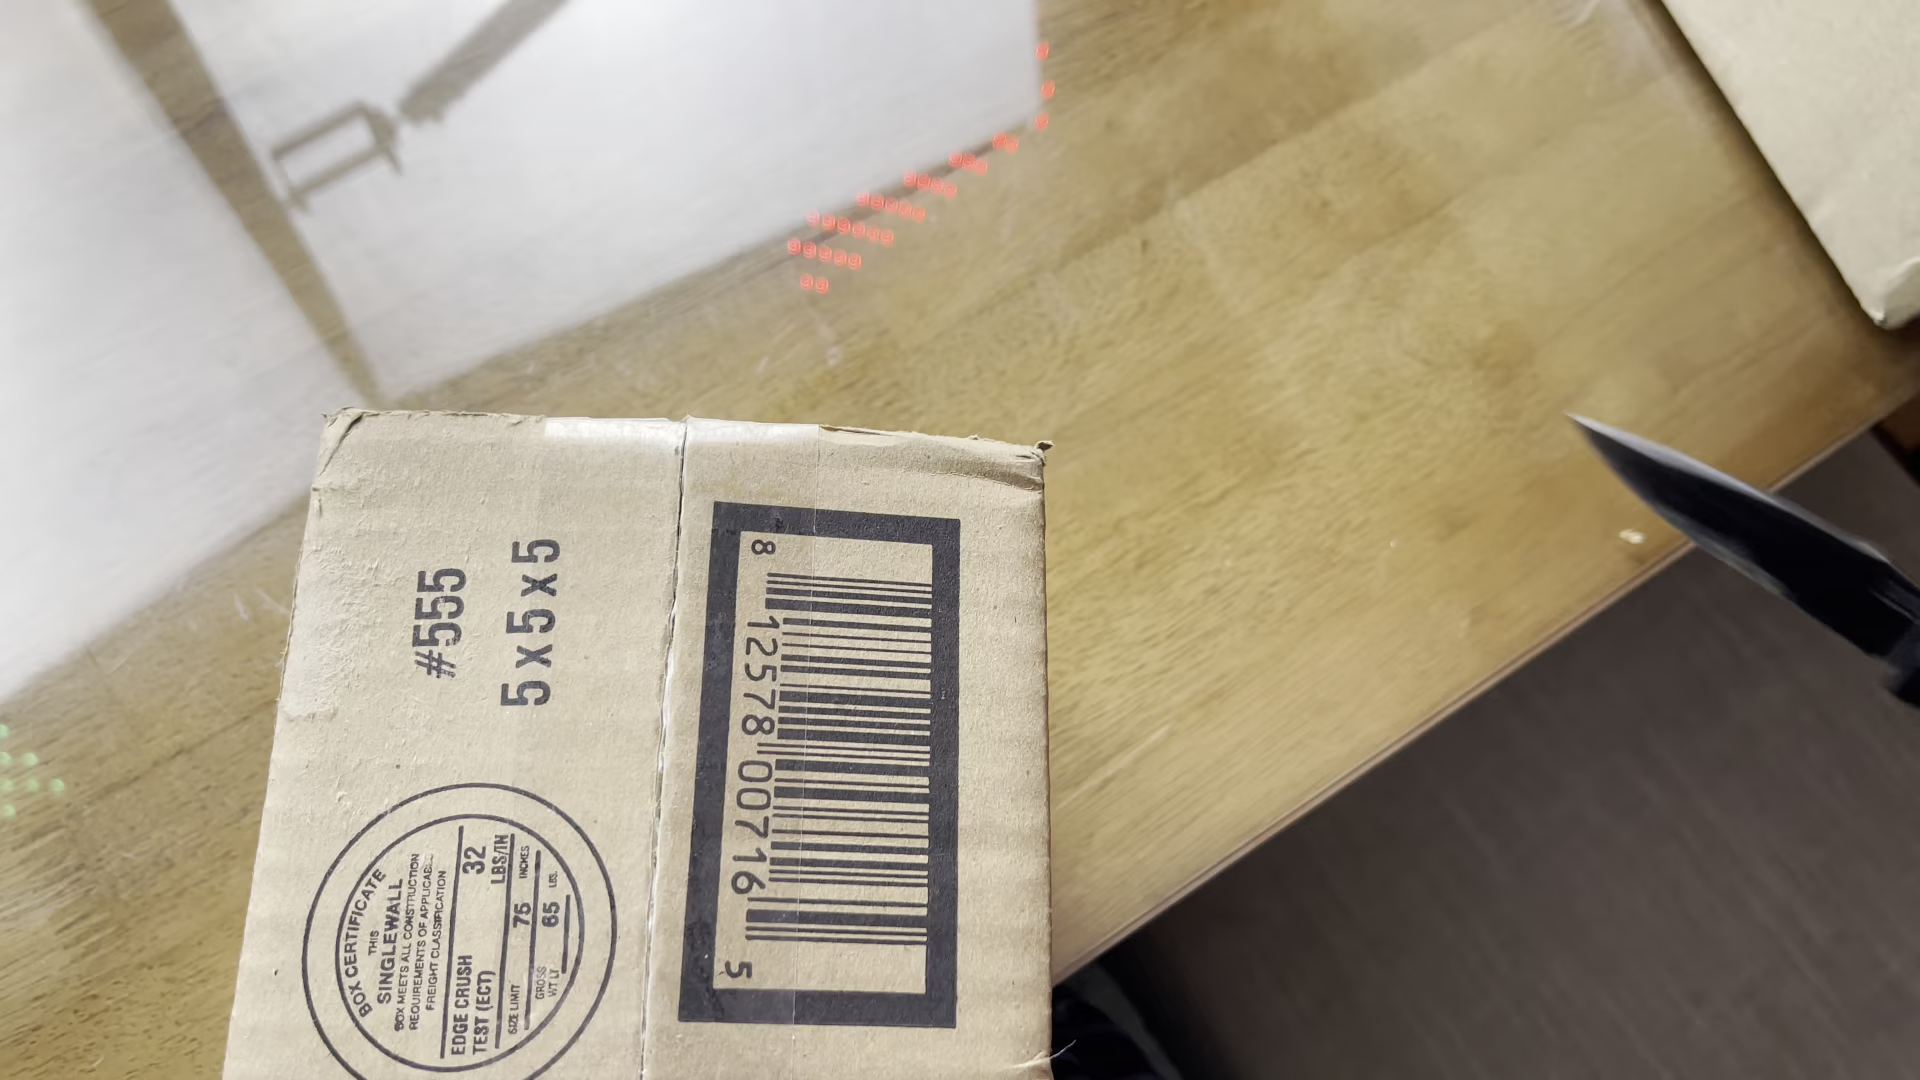 #555
5 x 5 x 5
BOX CERTIFICATE
THIS
SINGLEWALL
BOX MEETS ALL CONSTRUCTION
REQUIREMENTS OF APPLICABLE
FREIGHT CLASSIFICATION
EDGE CRUSH
TEST (ECT)
32
LBS/IN
SIZE LIMIT 75 INCHES
GROSS
WT LT 65 LBS.
8 12578 00716 5